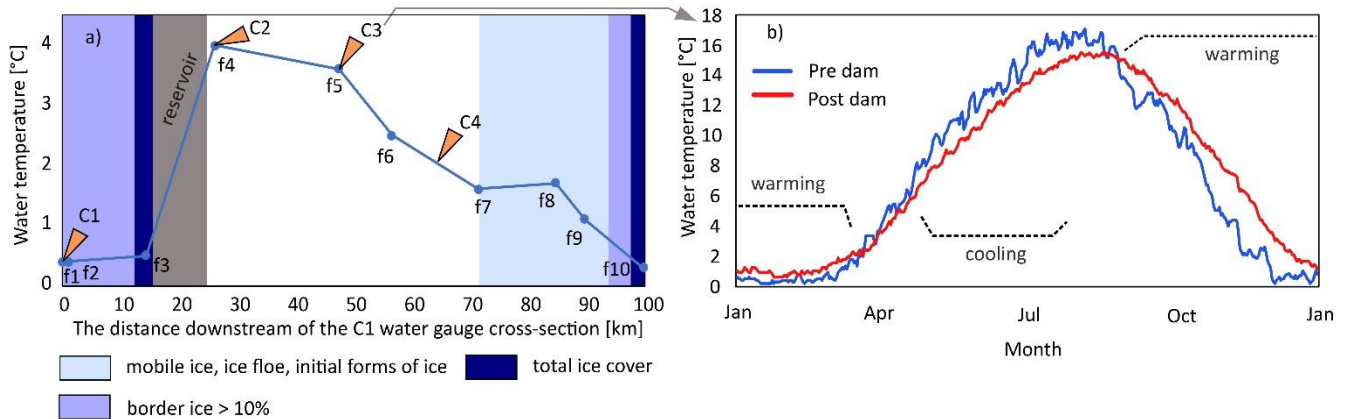 a)
Water temperature [°C]
4
3
2
1
0
C1
C2
C3
C4
reservoir
f1
f2
f3
f4
f5
f6
f7
f8
f9
f10
0 10 20 30 40 50 60 70 80 90 100
The distance downstream of the C1 water gauge cross-section [km]
mobile ice, ice floe, initial forms of ice
total ice cover
border ice > 10%
b)
Water temperature [°C]
18
16
14
12
10
8
6
4
2
0
Pre dam
Post dam
warming
warming
cooling
Jan Apr Jul Oct Jan
Month